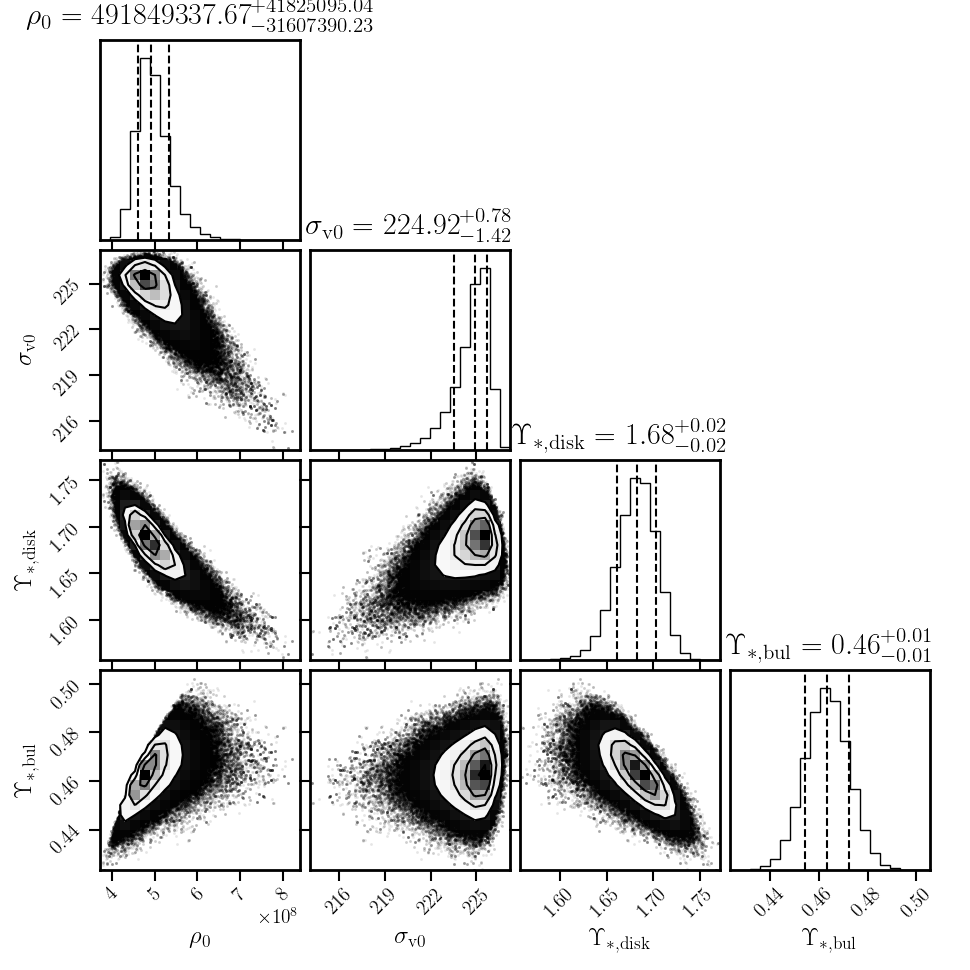 ρ₀ = 491849337.67 +41825095.04 −31607390.23
σᵥ₀ = 224.92 +0.78 −1.42
σᵥ₀
225
222
219
216
ϒ∗,disk = 1.68 +0.02 −0.02
ϒ∗,disk
1.75
1.70
1.65
1.60
ϒ∗,bul = 0.46 +0.01 −0.01
ϒ∗,bul
0.50
0.48
0.46
0.44
4 5 6 7 8 216 219 222 225 1.60 1.65 1.70 1.75 0.44 0.46 0.48 0.50
×10⁸
ρ₀ σᵥ₀ ϒ∗,disk ϒ∗,bul